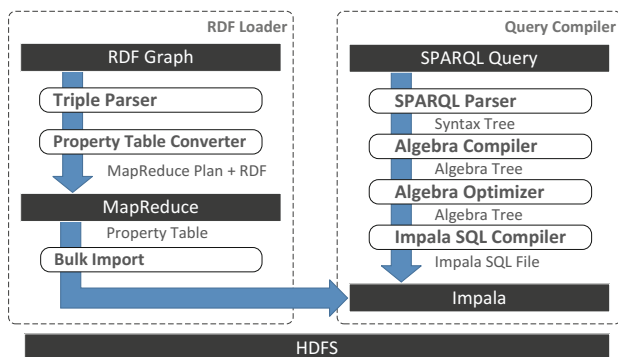 RDF Loader
RDF Graph
Triple Parser
Property Table Converter
MapReduce Plan + RDF
MapReduce
Property Table
Bulk Import
Query Compiler
SPARQL Query
SPARQL Parser
Syntax Tree
Algebra Compiler
Algebra Tree
Algebra Optimizer
Algebra Tree
Impala SQL Compiler
Impala SQL File
Impala
HDFS